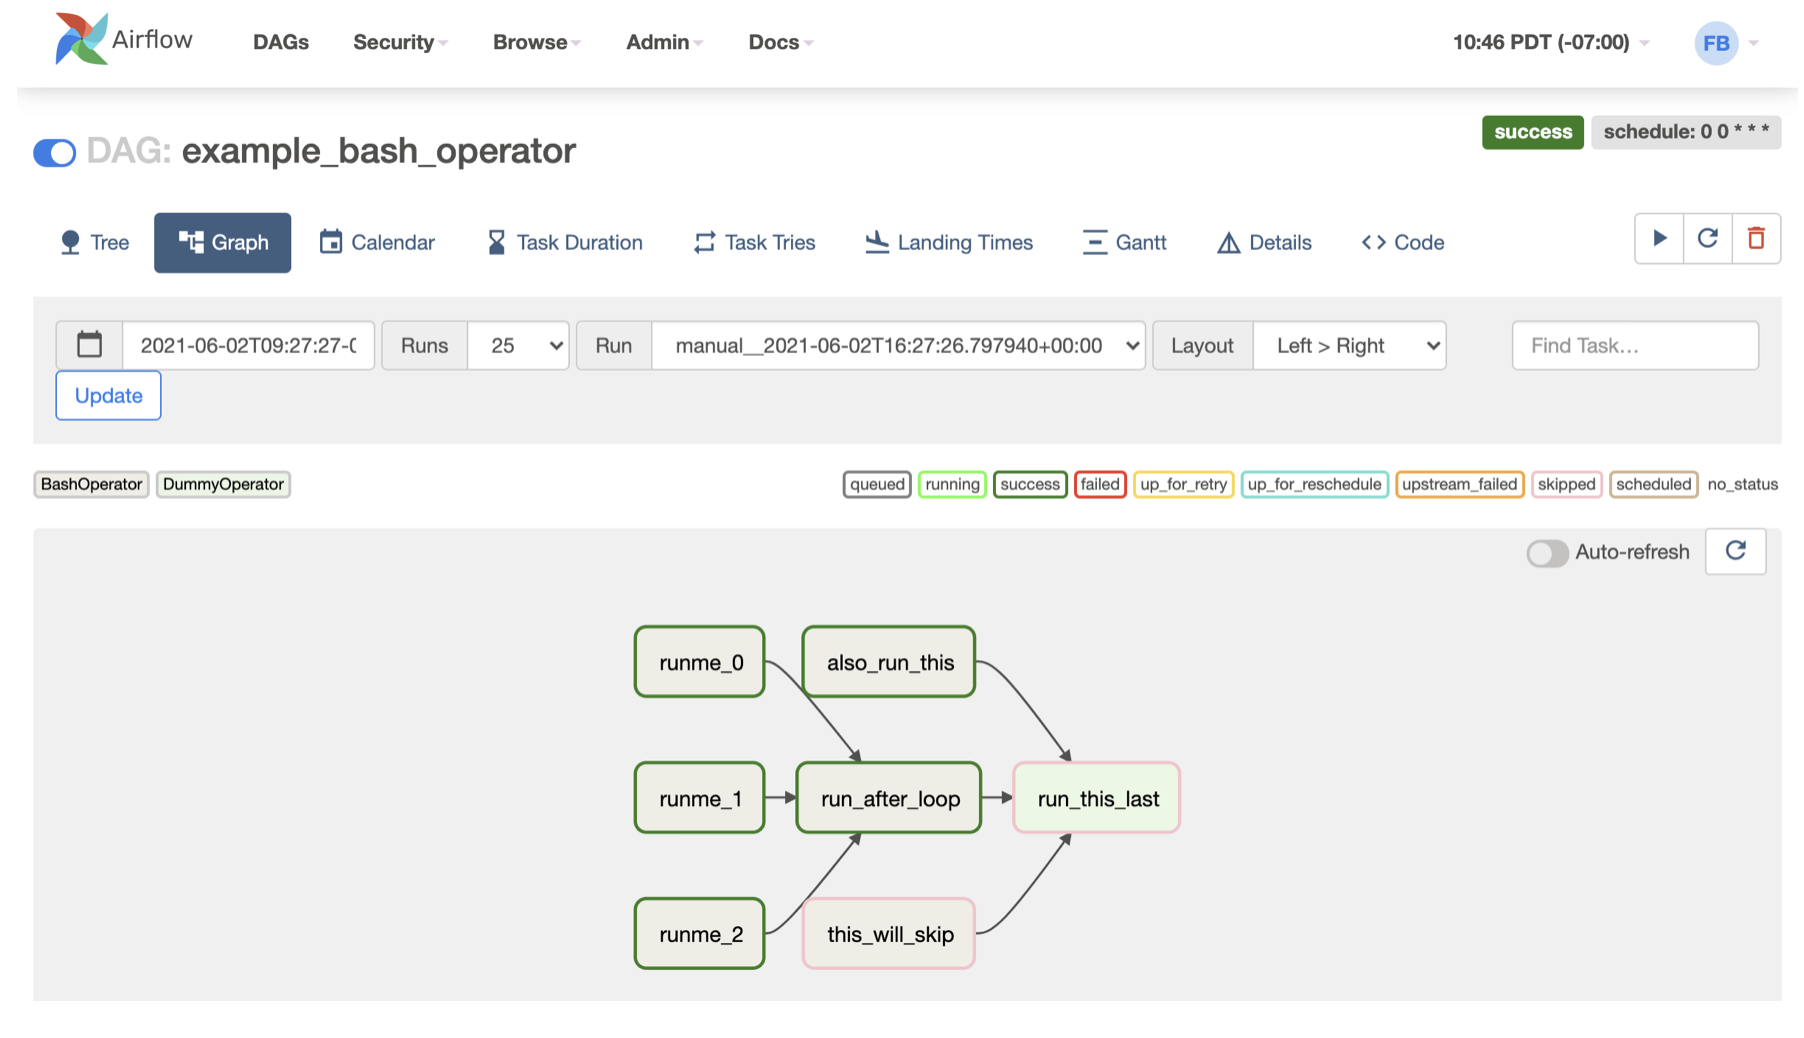 Airflow DAGs Security Browse Admin Docs 10:46 PDT (-07:00) FB
DAG: example_bash_operator success schedule: 0 0 * * *
Tree Graph Calendar Task Duration Task Tries Landing Times Gantt Details Code
2021-06-02T09:27:27-0 Runs 25 Run manual__2021-06-02T16:27:26.797940+00:00 Layout Left > Right Find Task...
Update
BashOperator DummyOperator queued running success failed up_for_retry up_for_reschedule upstream_failed skipped scheduled no_status
Auto-refresh
runme_0 also_run_this
runme_1 run_after_loop run_this_last
runme_2 this_will_skip